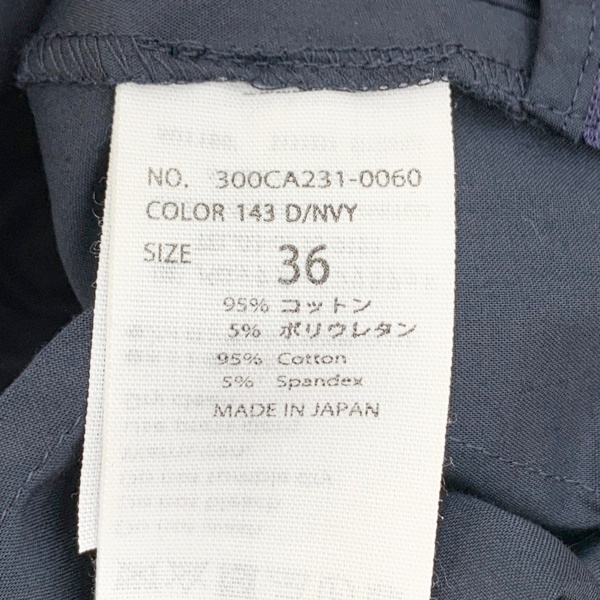 NO. 300CA231-0060
COLOR 143 D/NVY
SIZE 36
95% コットン
5% ポリウレタン
95% Cotton
5% Spandex
MADE IN JAPAN